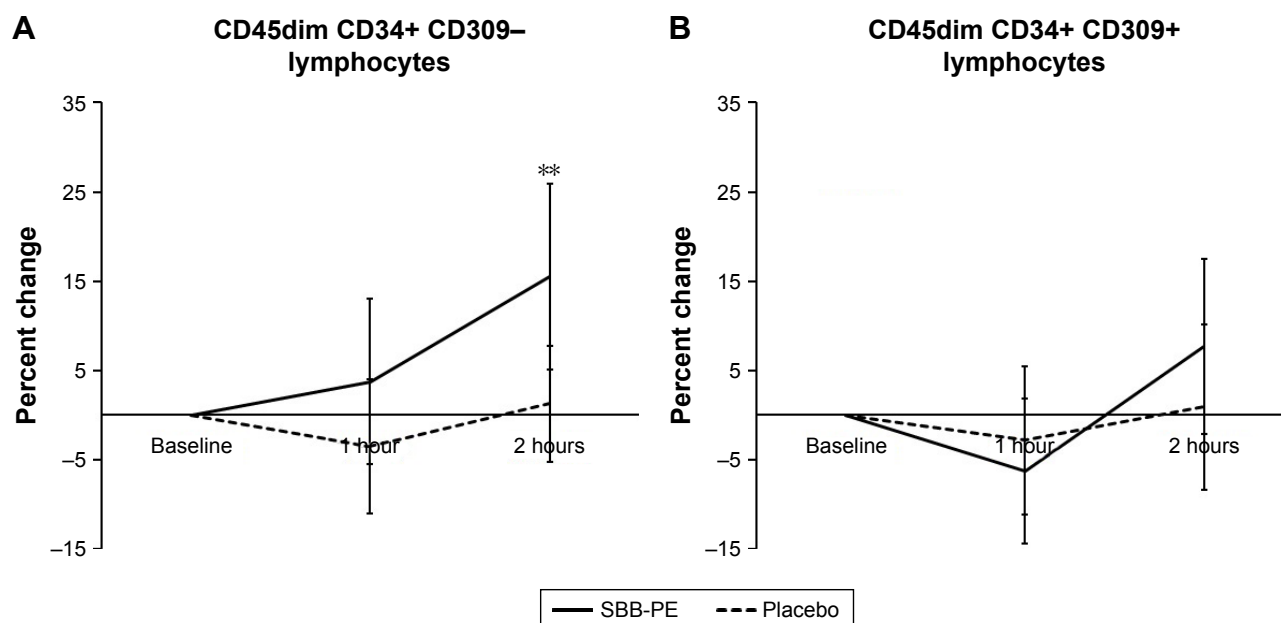 A
CD45dim CD34+ CD309–
lymphocytes
Percent change
35
25
15
5
–5
–15
**
Baseline
1 hour
2 hours
B
CD45dim CD34+ CD309+
lymphocytes
Percent change
35
25
15
5
–5
–15
Baseline
1 hour
2 hours
SBB-PE
Placebo